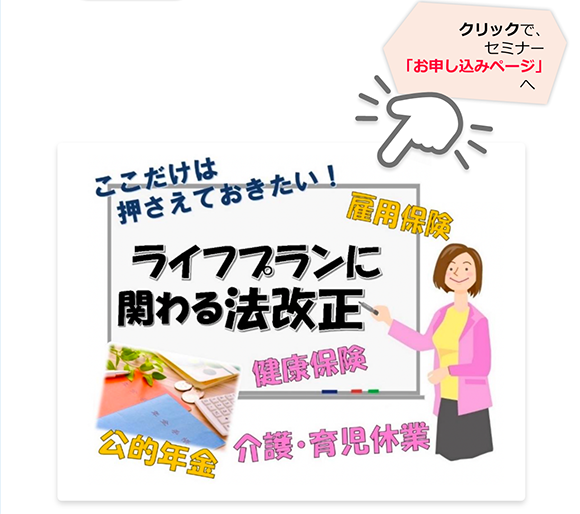 クリックで、
セミナー
「お申し込みページ」
へ
ここだけは
押さえておきたい！
雇用保険
ライフプランに
関わる法改正
健康保険
公的年金
介護・育児休業